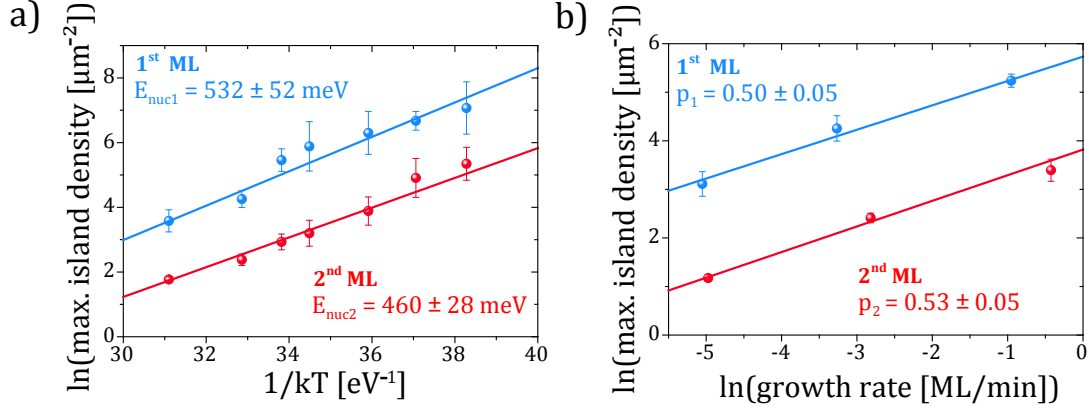 a)
ln(max. island density [μm⁻²])
8
6
4
2
0
1ˢᵗ ML
E_nuc1 = 532 ± 52 meV
2ⁿᵈ ML
E_nuc2 = 460 ± 28 meV
30 32 34 36 38 40
1/kT [eV⁻¹]
b)
ln(max. island density [μm⁻²])
6
4
2
0
1ˢᵗ ML
p₁ = 0.50 ± 0.05
2ⁿᵈ ML
p₂ = 0.53 ± 0.05
-5 -4 -3 -2 -1 0
ln(growth rate [ML/min])